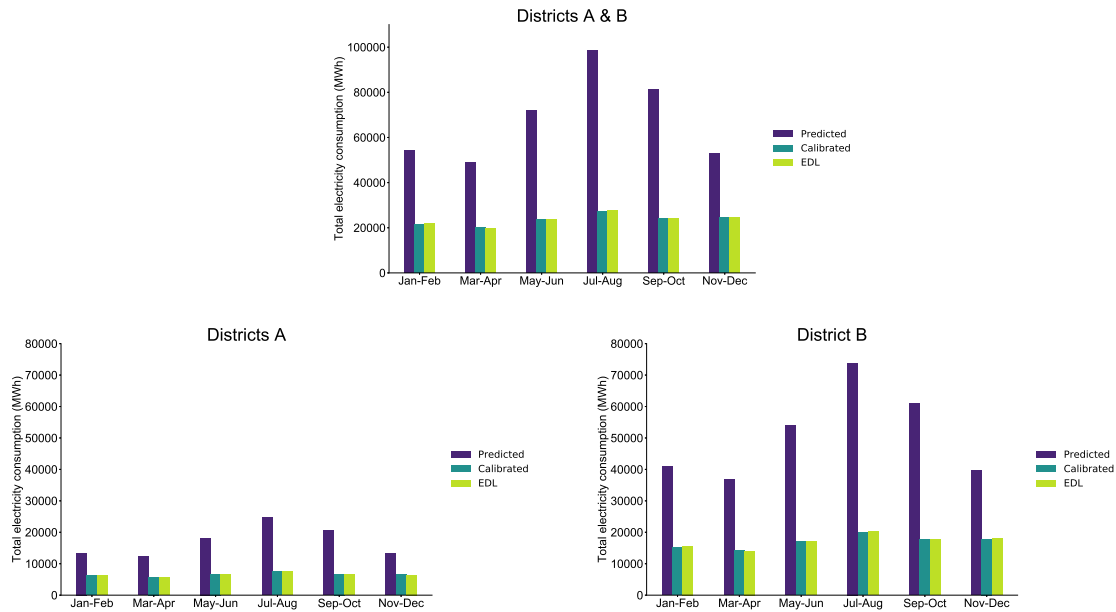 Districts A & B
Total electricity consumption (MWh)
100000
80000
60000
40000
20000
0
Jan-Feb Mar-Apr May-Jun Jul-Aug Sep-Oct Nov-Dec
Predicted
Calibrated
EDL
Districts A
Total electricity consumption (MWh)
80000
70000
60000
50000
40000
30000
20000
10000
0
Jan-Feb Mar-Apr May-Jun Jul-Aug Sep-Oct Nov-Dec
Predicted
Calibrated
EDL
District B
Total electricity consumption (MWh)
80000
70000
60000
50000
40000
30000
20000
10000
0
Jan-Feb Mar-Apr May-Jun Jul-Aug Sep-Oct Nov-Dec
Predicted
Calibrated
EDL